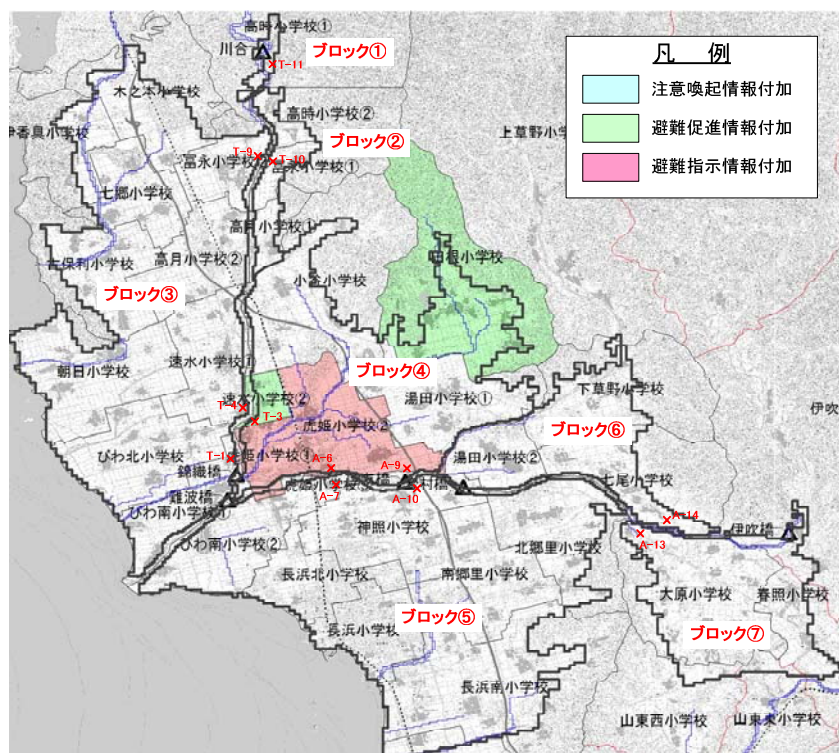 高時小学校①
川合
ブロック①
T-11
木之本小学校
高時小学校②
伊香具小学校
ブロック②
上草野小学
T-9
富永小学校
T-10
富永小学校①
七郷小学校
高月小学校①
古保利小学校
高月小学校②
田根小学校
小谷小学校
ブロック③
速水小学校①
朝日小学校
ブロック④
下草野小学校
湯田小学校①
速水小学校②
T-4
T-3
虎姫小学校②
ブロック⑥
伊吹
びわ北小学校
T-1
虎姫小学校①
A-6
A-9
湯田小学校②
錦織橋
七尾小学校
難波橋
虎姫小学校
A-7
A-10
村橋
A-14
伊吹橋
びわ南小学校①
神照小学校
A-13
びわ南小学校②
北郷里小学校
長浜北小学校
南郷里小学校
大原小学校
春照小学校
ブロック⑤
長浜小学校
ブロック⑦
長浜南小学校
山東西小学校
山東東小学校
凡 例
注意喚起情報付加
避難促進情報付加
避難指示情報付加